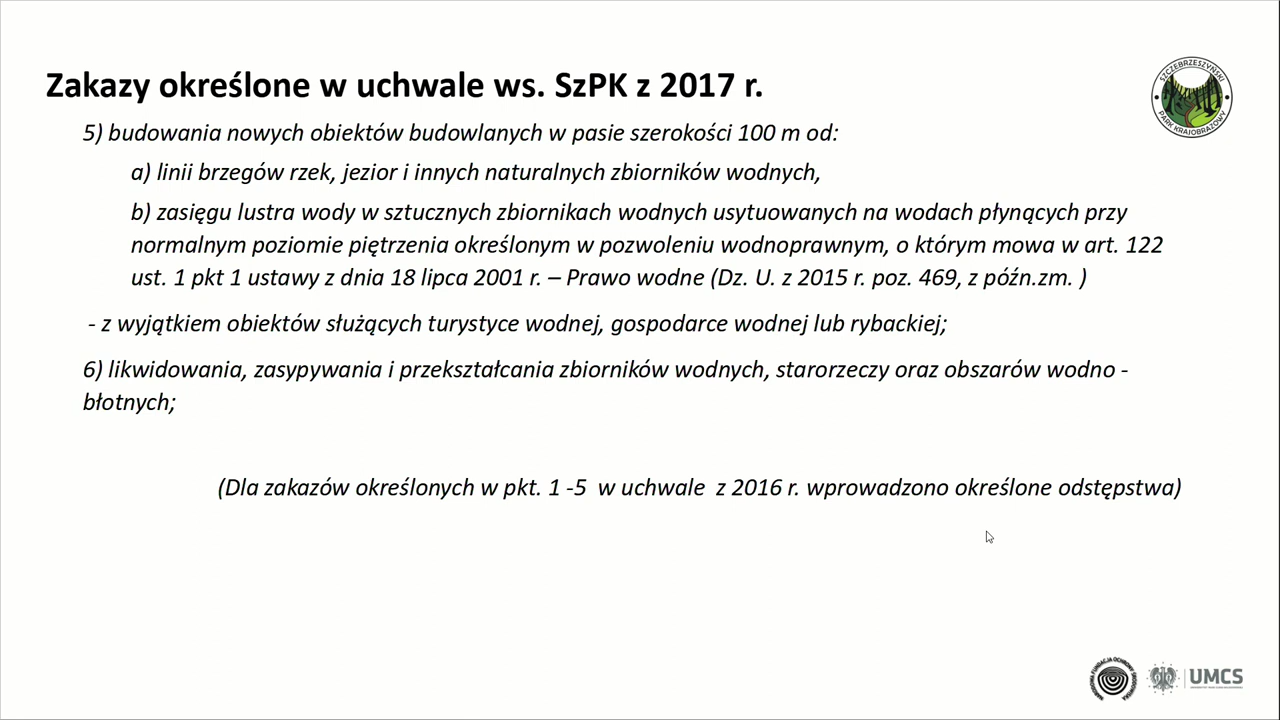 Zakazy określone w uchwale ws. SzPK z 2017 r.
SZCZEBRZESZYŃSKI
PARK KRAJOBRAZOWY
5) budowania nowych obiektów budowlanych w pasie szerokości 100 m od:
a) linii brzegów rzek, jezior i innych naturalnych zbiorników wodnych,
b) zasięgu lustra wody w sztucznych zbiornikach wodnych usytuowanych na wodach płynących przy
normalnym poziomie piętrzenia określonym w pozwoleniu wodnoprawnym, o którym mowa w art. 122
ust. 1 pkt 1 ustawy z dnia 18 lipca 2001 r. – Prawo wodne (Dz. U. z 2015 r. poz. 469, z późn.zm. )
- z wyjątkiem obiektów służących turystyce wodnej, gospodarce wodnej lub rybackiej;
6) likwidowania, zasypywania i przekształcania zbiorników wodnych, starorzeczy oraz obszarów wodno -
błotnych;
(Dla zakazów określonych w pkt. 1 -5 w uchwale z 2016 r. wprowadzono określone odstępstwa)
UMCS